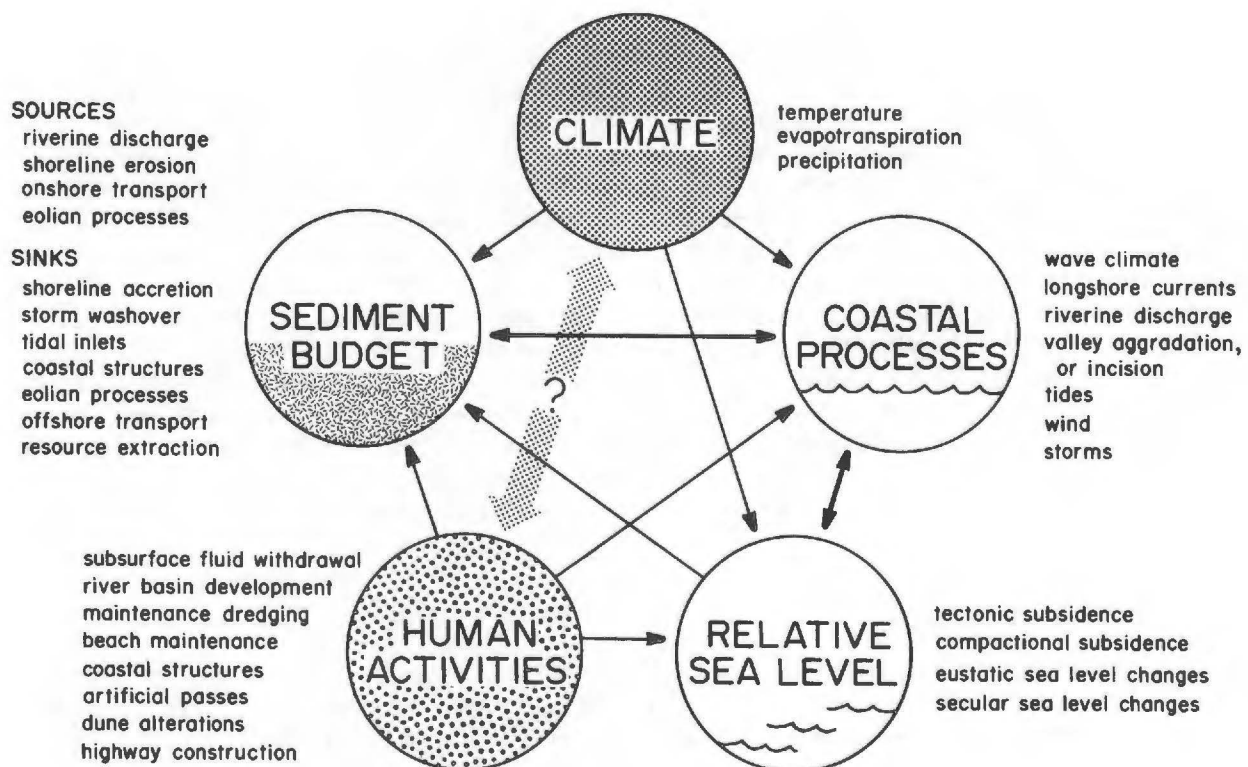 CLIMATE
temperature
evapotranspiration
precipitation
SOURCES
riverine discharge
shoreline erosion
onshore transport
eolian processes
SINKS
shoreline accretion
storm washover
tidal inlets
coastal structures
eolian processes
offshore transport
resource extraction
SEDIMENT
BUDGET
?
COASTAL
PROCESSES
wave climate
longshore currents
riverine discharge
valley aggradation,
or incision
tides
wind
storms
subsurface fluid withdrawal
river basin development
maintenance dredging
beach maintenance
coastal structures
artificial passes
dune alterations
highway construction
HUMAN
ACTIVITIES
RELATIVE
SEA LEVEL
tectonic subsidence
compactional subsidence
eustatic sea level changes
secular sea level changes